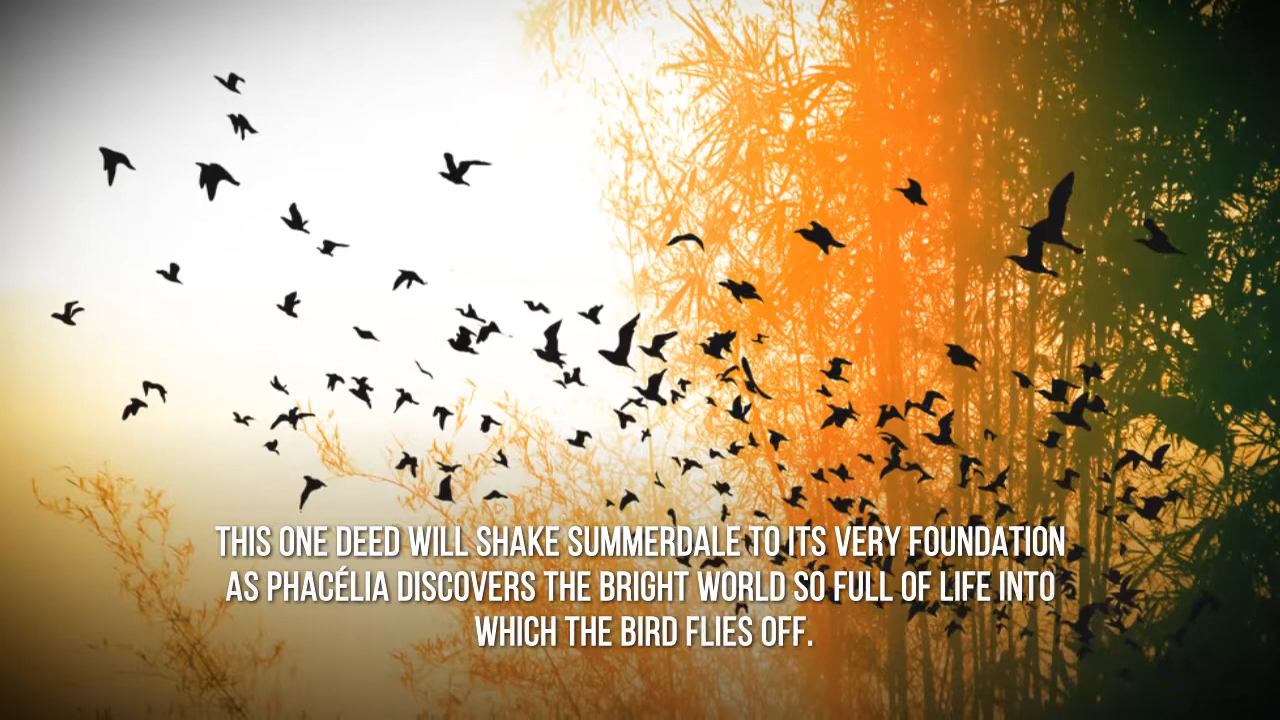 THIS ONE DEED WILL SHAKE SUMMERDALE TO ITS VERY FOUNDATION
AS PHACÉLIA DISCOVERS THE BRIGHT WORLD SO FULL OF LIFE INTO
WHICH THE BIRD FLIES OFF.